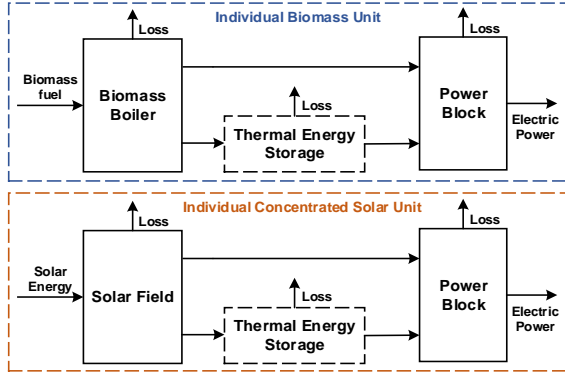 Individual Biomass Unit
Loss
Loss
Biomass
fuel
Biomass
Boiler
Loss
Thermal Energy
Storage
Power
Block
Electric
Power
Individual Concentrated Solar Unit
Loss
Loss
Solar
Energy
Solar Field
Loss
Thermal Energy
Storage
Power
Block
Electric
Power